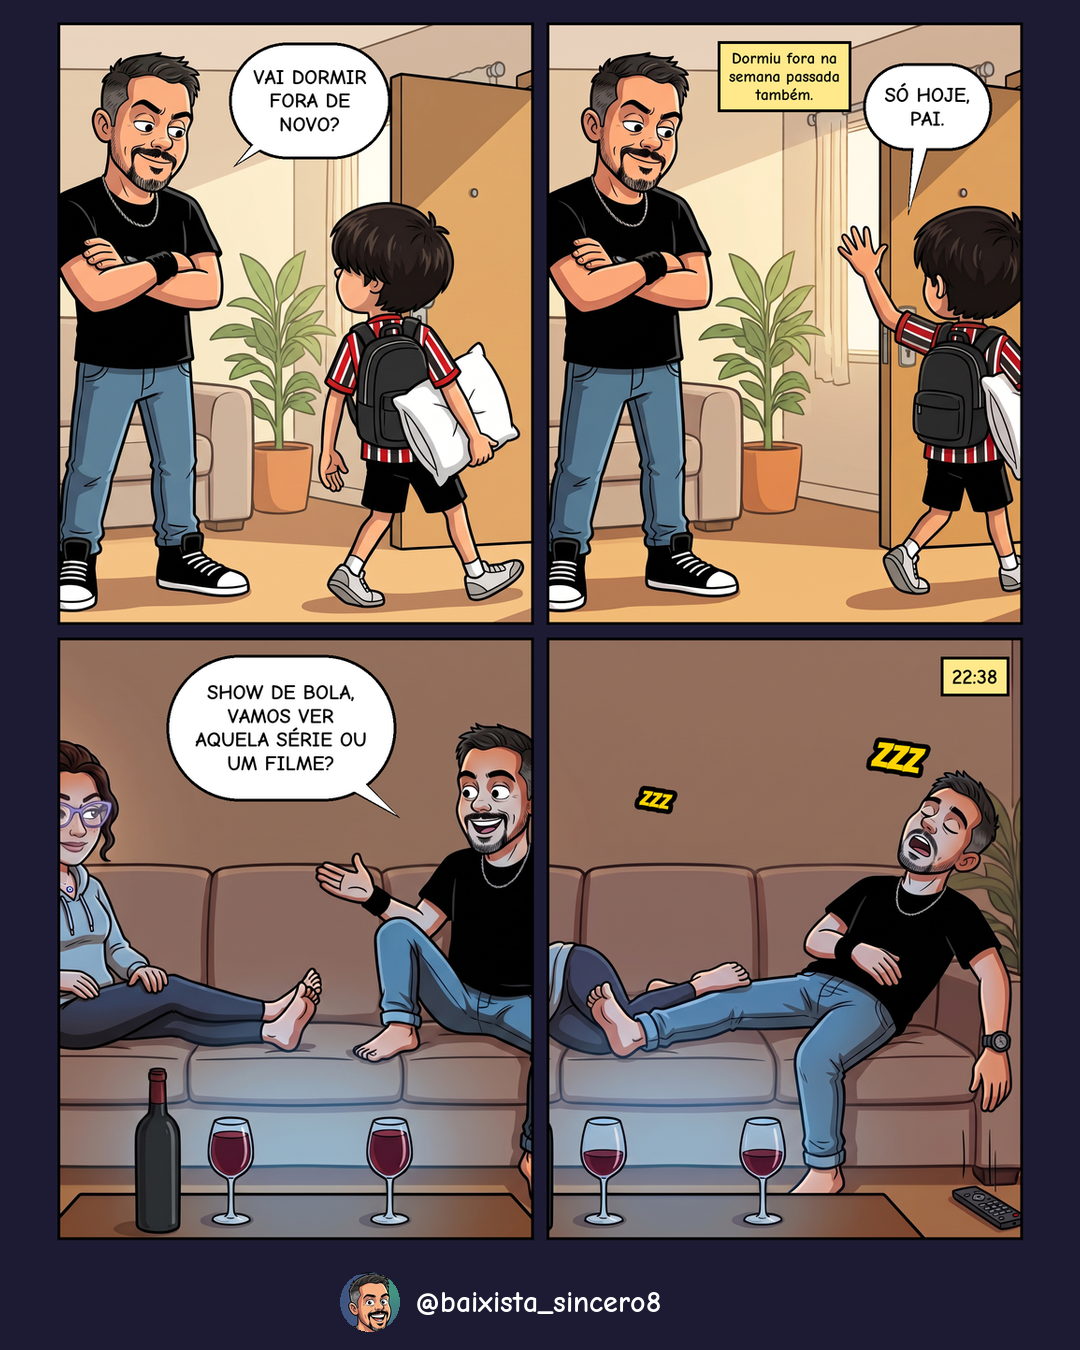 VAI DORMIR
FORA DE
NOVO?
Dormiu fora na
semana passada
também.
SÓ HOJE,
PAI.
SHOW DE BOLA,
VAMOS VER
AQUELA SÉRIE OU
UM FILME?
22:38
ZZZ
ZZZ
@baixista_sincero8